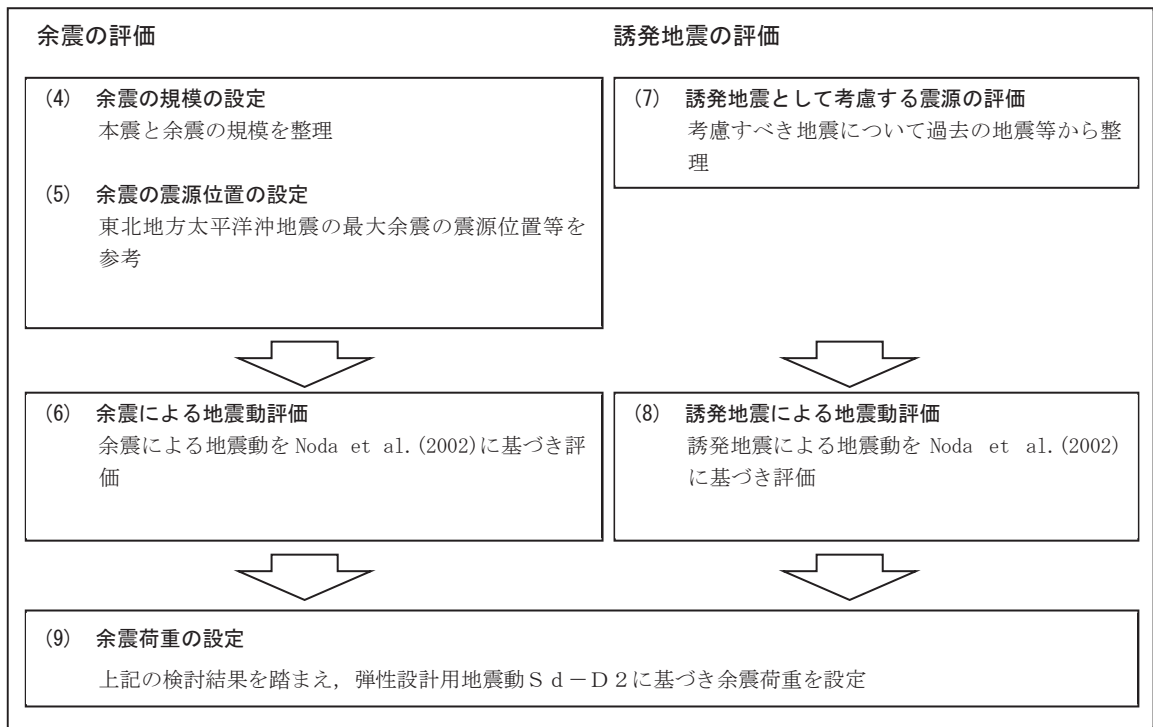 余震の評価
(4) 余震の規模の設定
本震と余震の規模を整理
(5) 余震の震源位置の設定
東北地方太平洋沖地震の最大余震の震源位置等を
参考
誘発地震の評価
(7) 誘発地震として考慮する震源の評価
考慮すべき地震について過去の地震等から整
理
(6) 余震による地震動評価
余震による地震動を Noda et al.(2002)に基づき評
価
(8) 誘発地震による地震動評価
誘発地震による地震動を Noda et al.(2002)
に基づき評価
(9) 余震荷重の設定
上記の検討結果を踏まえ，弾性設計用地震動Ｓｄ－Ｄ２に基づき余震荷重を設定